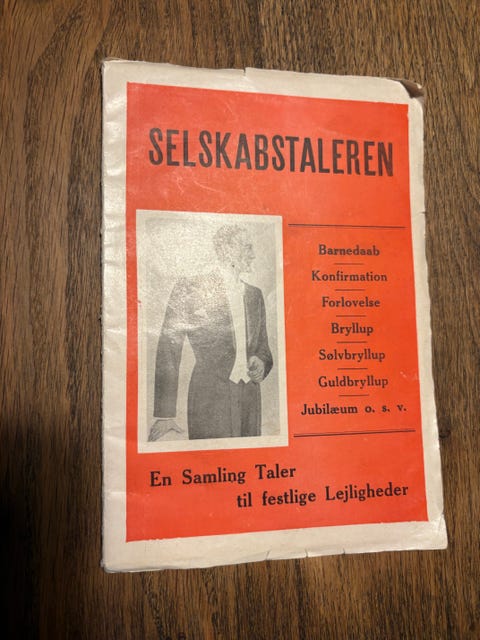 SELSKABSTALEREN
Barnedaab
Konfirmation
Forlovelse
Bryllup
Sølvbryllup
Guldbryllup
Jubilæum o. s. v.
En Samling Taler
til festlige Lejligheder